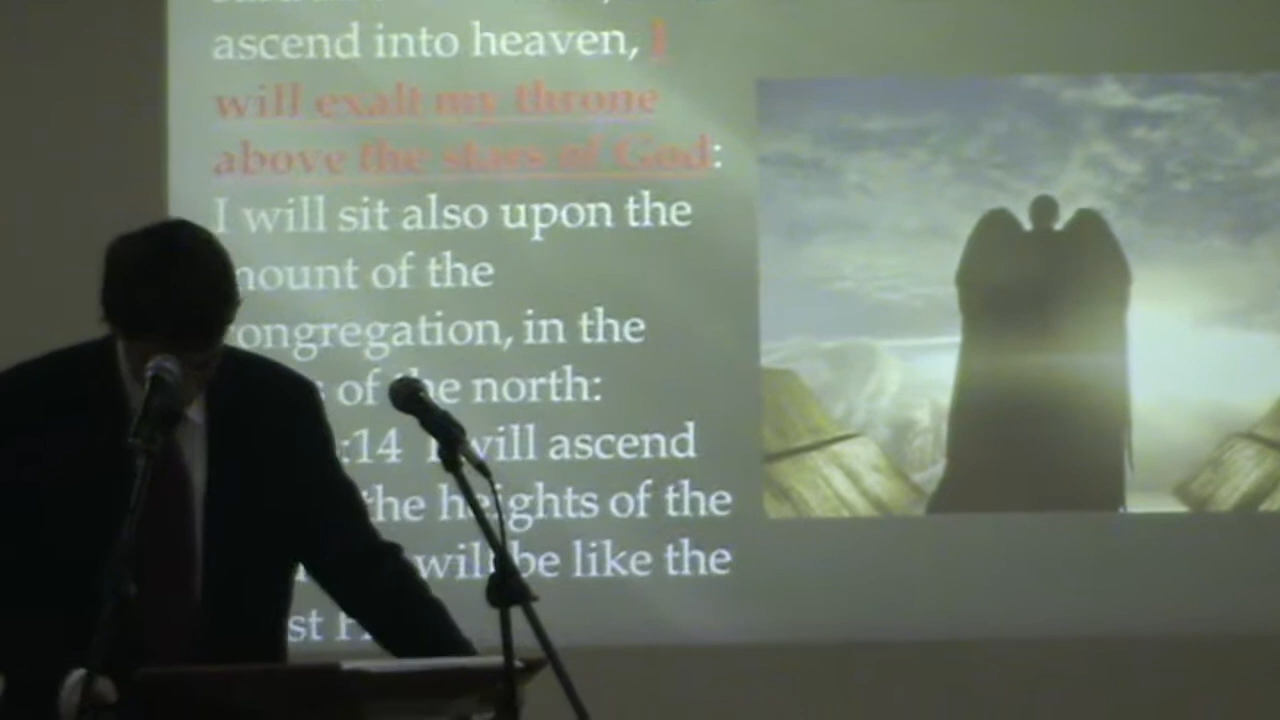 ascend into heaven, I
will exalt my throne
above the stars of God:
I will sit also upon the
mount of the
congregation, in the
of the north:
:14 I will ascend
the heights of the
will be like the